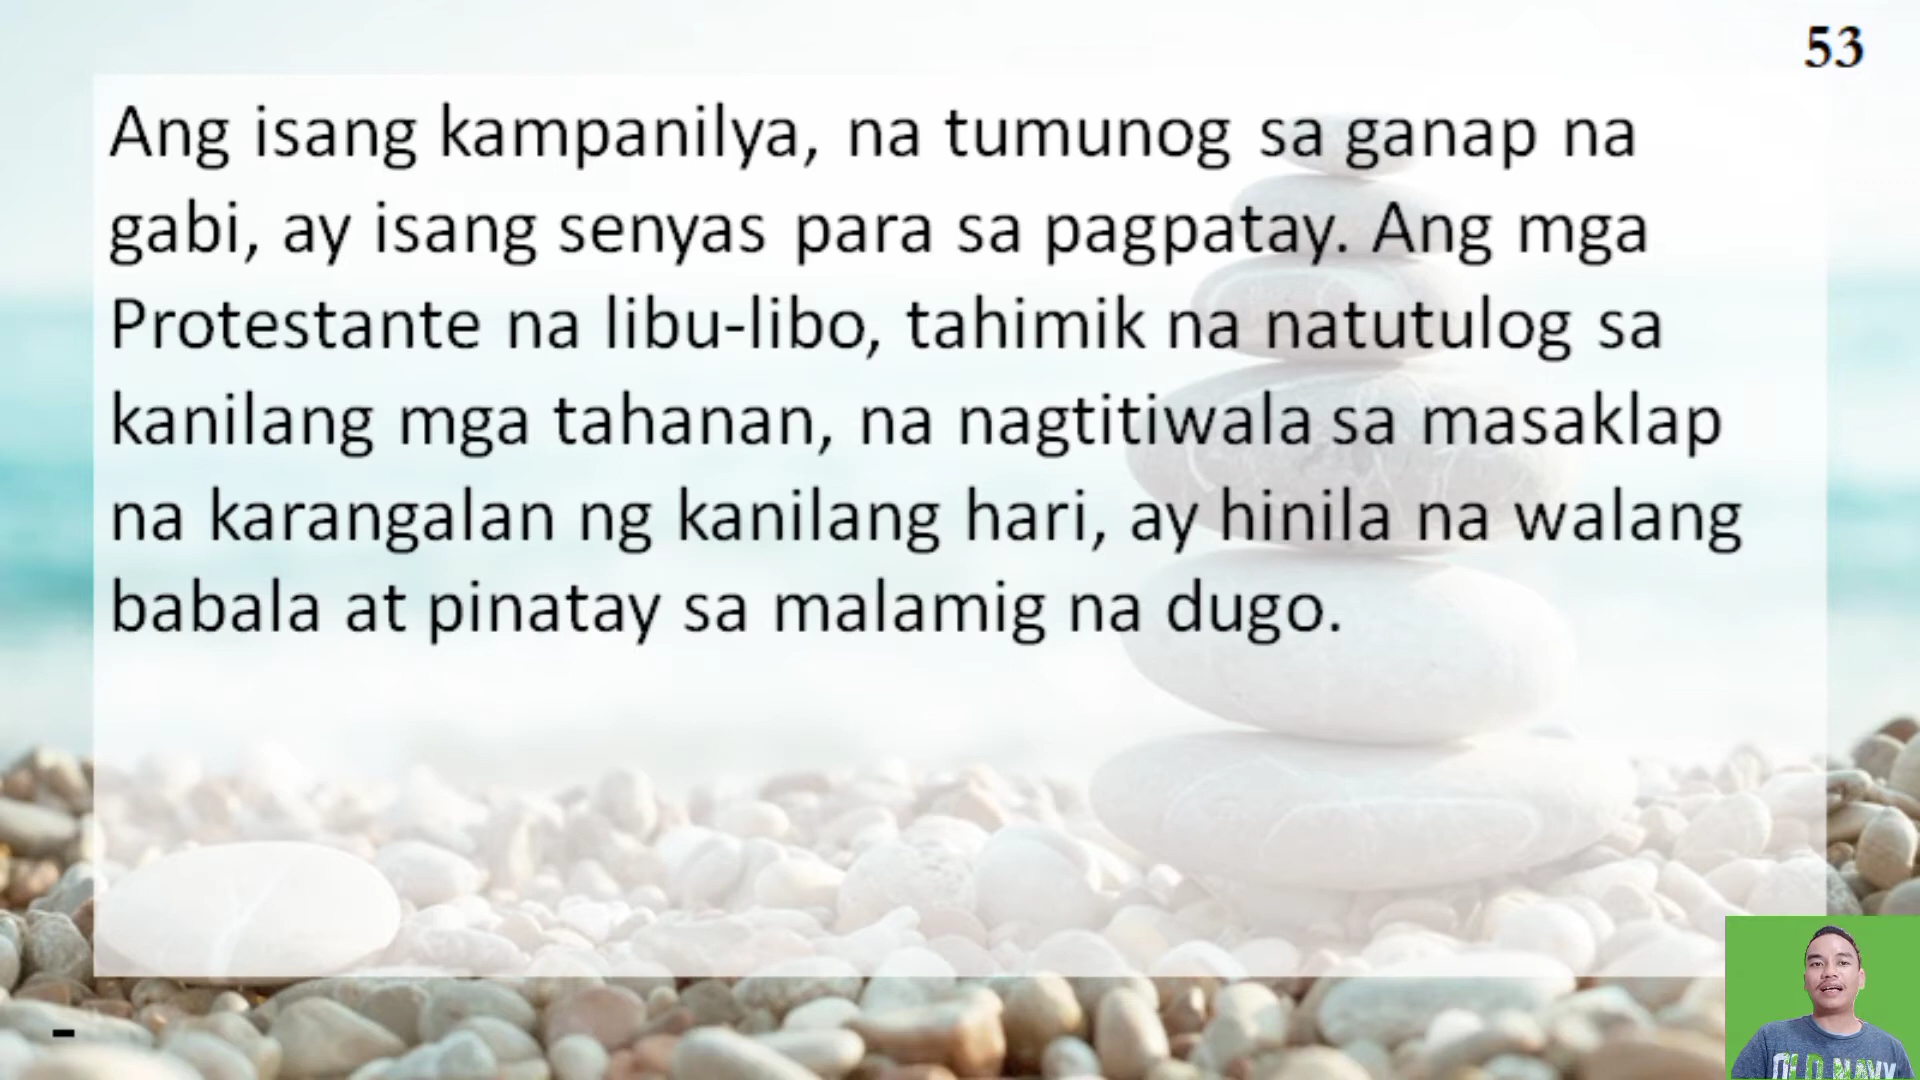 53
Ang isang kampanilya, na tumunog sa ganap na
gabi, ay isang senyas para sa pagpatay. Ang mga
Protestante na libu-libo, tahimik na natutulog sa
kanilang mga tahanan, na nagtitiwala sa masaklap
na karangalan ng kanilang hari, ay hinila na walang
babala at pinatay sa malamig na dugo.
-
OLD NAVY